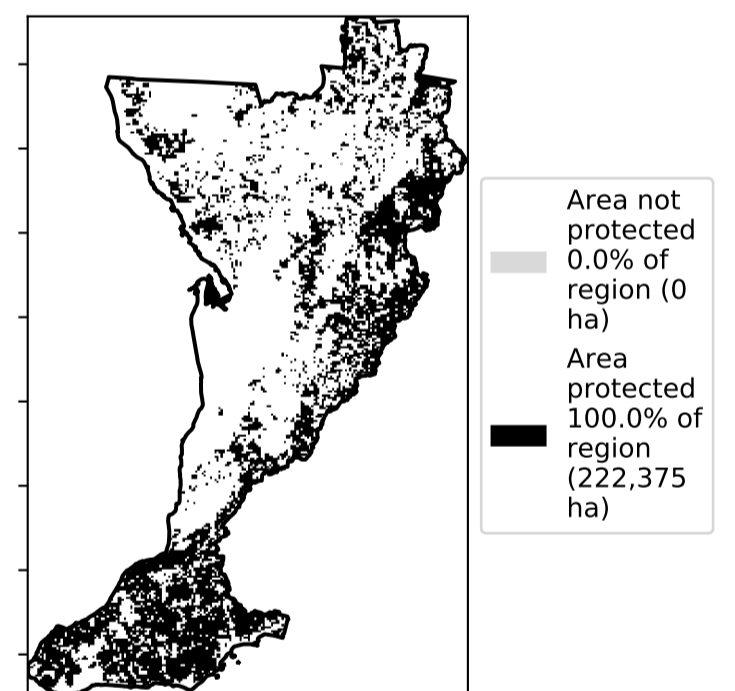 Area not
protected
0.0% of
region (0
ha)
Area
protected
100.0% of
region
(222,375
ha)